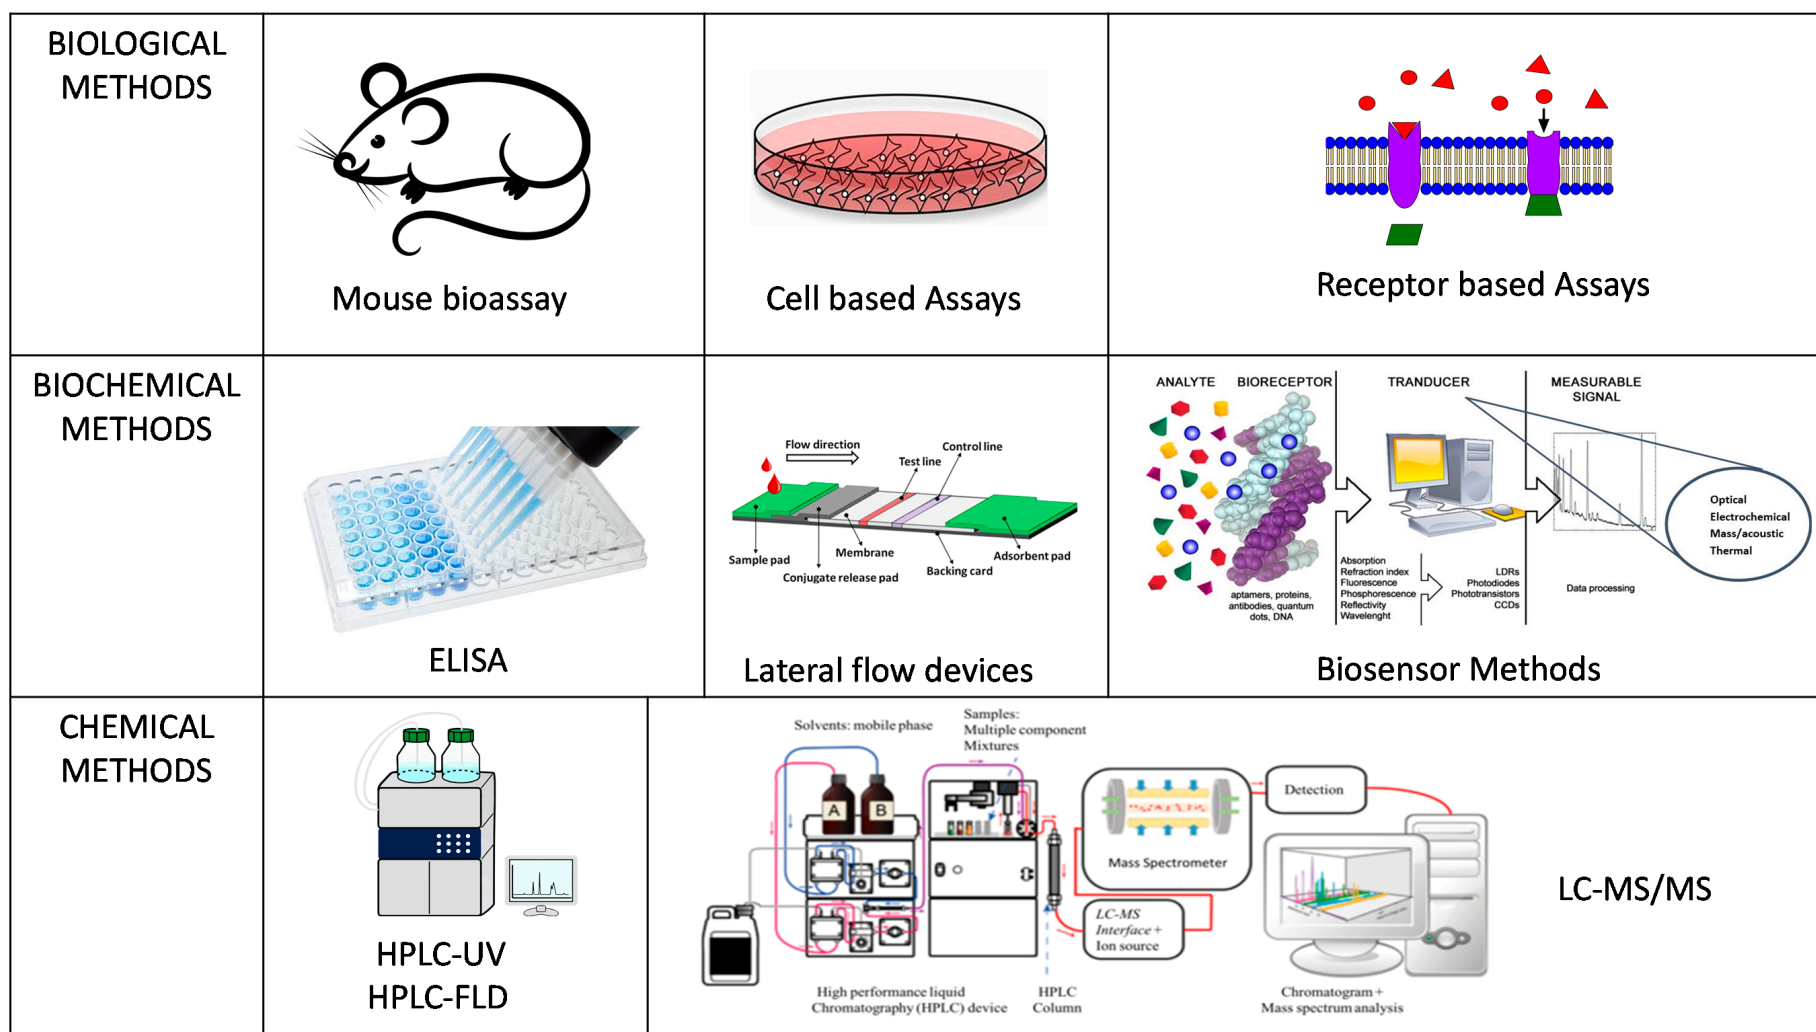 BIOLOGICAL
METHODS
Mouse bioassay
Cell based Assays
Receptor based Assays
BIOCHEMICAL
METHODS
ELISA
Flow direction
Control line
Test line
Sample pad
Conjugate release pad
Membrane
Backing card
Adsorbent pad
Lateral flow devices
ANALYTE
BIORECEPTOR
TRANDUCER
MEASURABLE
SIGNAL
aptamers, proteins,
antibodies, quantum
dots, DNA
Absorption
Refraction index
Fluorescence
Phosphorescence
Reflectivity
Wavelenght
LDRs
Photodiodes
Phototransistors
CCDs
Data processing
Optical
Electrochemical
Mass/acoustic
Thermal
Biosensor Methods
CHEMICAL
METHODS
HPLC-UV
HPLC-FLD
Solvents: mobile phase
Samples:
Multiple component
Mixtures
A
B
Mass Spectrometer
Detection
LC-MS
Interface +
Ion source
High performance liquid
Chromatography (HPLC) device
HPLC
Column
Chromatogram +
Mass spectrum analysis
LC-MS/MS